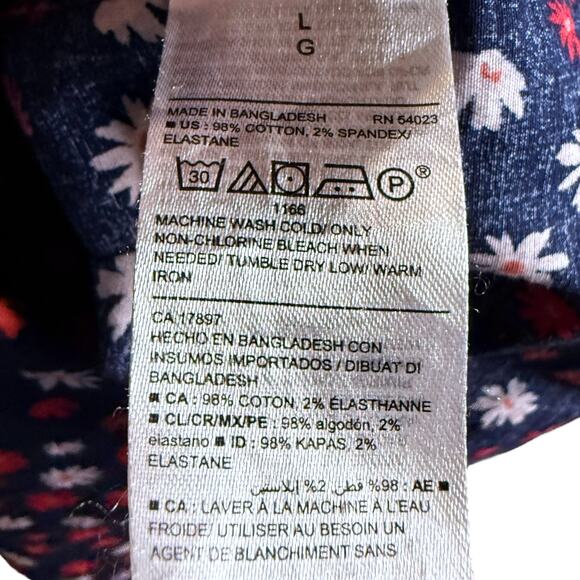 L
G
MADE IN BANGLADESH RN 54023
■ US : 98% COTTON, 2% SPANDEX/
ELASTANE
30 P ®
1166
MACHINE WASH COLD/ ONLY
NON-CHLORINE BLEACH WHEN
NEEDED/ TUMBLE DRY LOW/ WARM
IRON
CA 17897
HECHO EN BANGLADESH CON
INSUMOS IMPORTADOS / DIBUAT DI
BANGLADESH
■ CA : 98% COTON, 2% ÉLASTHANNE
■ CL/CR/MX/PE : 98% algodón, 2%
elastano ■ ID : 98% KAPAS, 2%
ELASTANE
■ AE : 98% قطن, 2% إيلاستين
■ CA : LAVER À LA MACHINE À L'EAU
FROIDE/ UTILISER AU BESOIN UN
AGENT DE BLANCHIMENT SANS